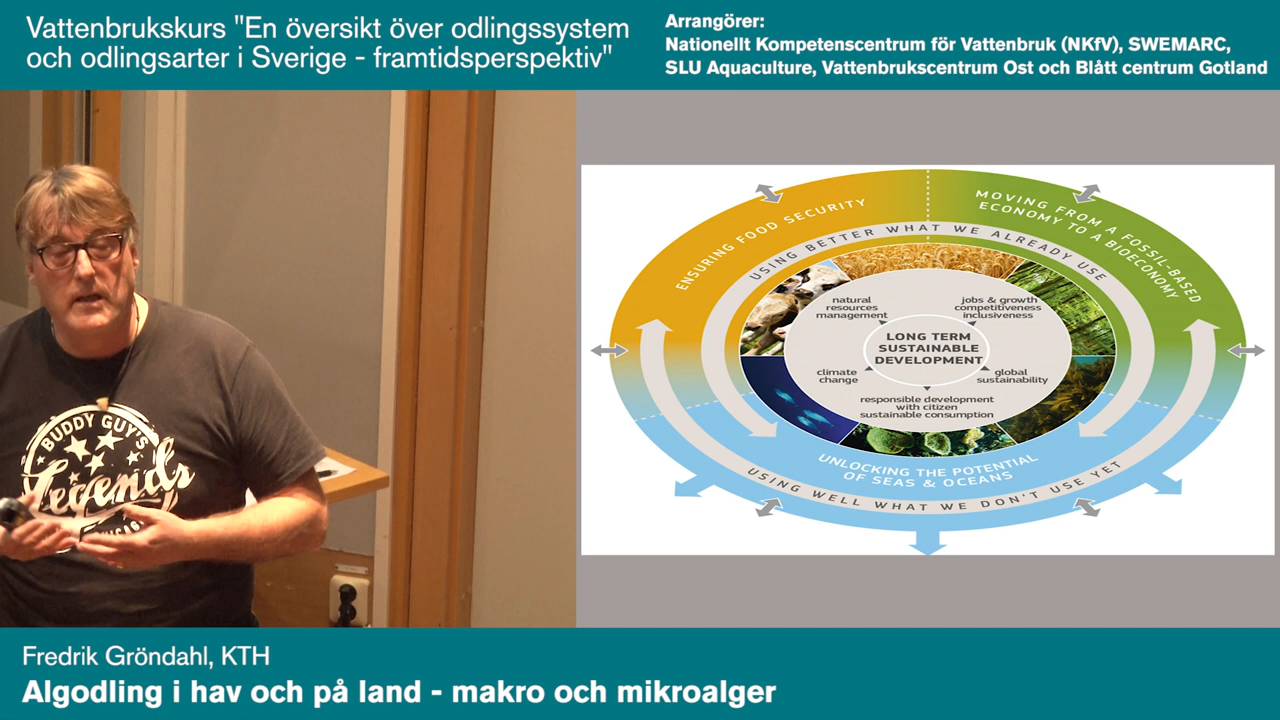 Vattenbrukskurs "En översikt över odlingssystem
och odlingsarter i Sverige - framtidsperspektiv"
Arrangörer:
Nationellt Kompetenscentrum för Vattenbruk (NKfV), SWEMARC,
SLU Aquaculture, Vattenbrukscentrum Ost och Blått centrum Gotland
BUDDY GUY'S
Legends
ENSURING FOOD SECURITY
MOVING FROM A FOSSIL-BASED
ECONOMY TO A BIOECONOMY
USING BETTER WHAT WE ALREADY USE
natural
resources
management
jobs & growth
competitiveness
inclusiveness
LONG TERM
SUSTAINABLE
DEVELOPMENT
climate
change
global
sustainability
responsible development
with citizen
sustainable consumption
UNLOCKING THE POTENTIAL
OF SEAS & OCEANS
USING WELL WHAT WE DON'T USE YET
Fredrik Gröndahl, KTH
Algodling i hav och på land - makro och mikroalger